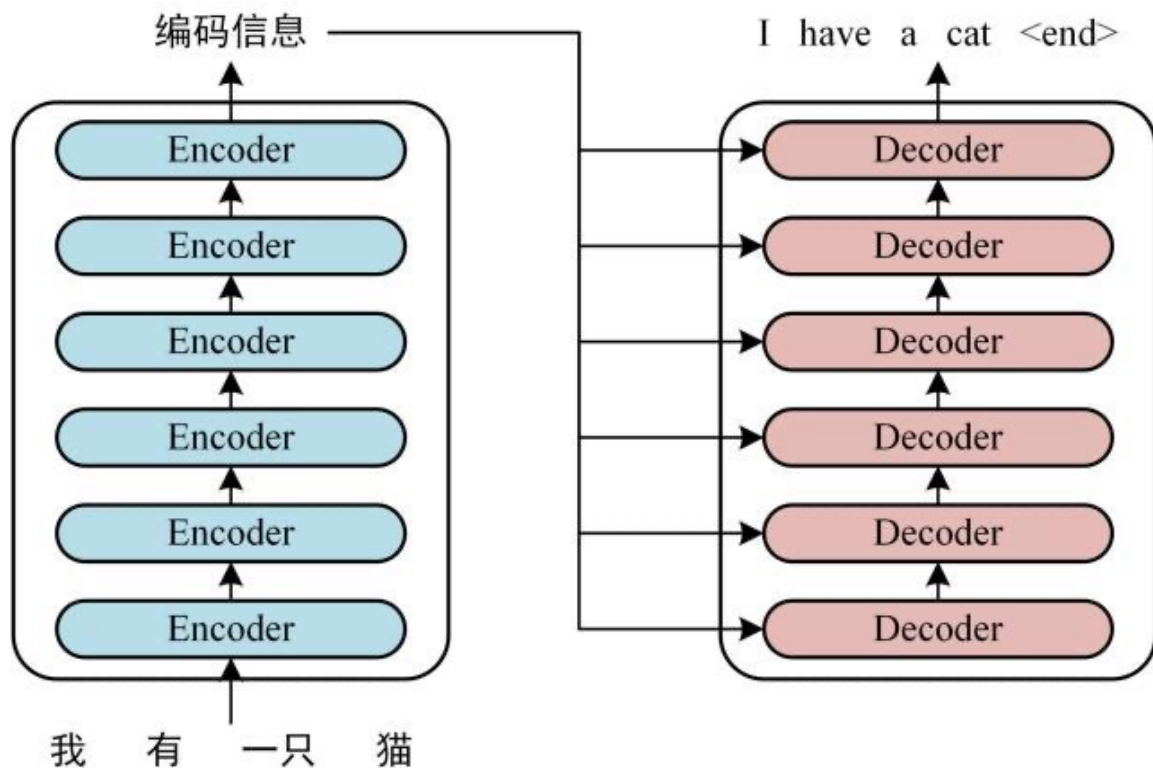 编码信息
I have a cat <end>
Encoder
Decoder
Encoder
Decoder
Encoder
Decoder
Encoder
Decoder
Encoder
Decoder
Encoder
Decoder
我 有 一只 猫